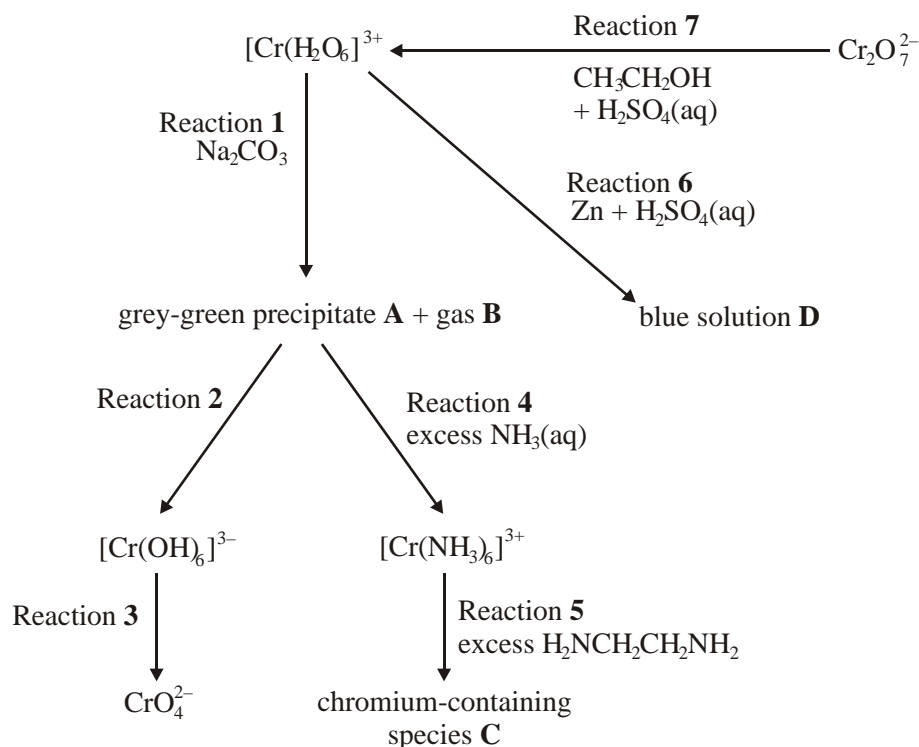 Reaction 7
[Cr(H₂O₆]³⁺
Cr₂O₇²⁻
CH₃CH₂OH
+ H₂SO₄(aq)
Reaction 1
Na₂CO₃
Reaction 6
Zn + H₂SO₄(aq)
grey-green precipitate A + gas B
blue solution D
Reaction 2
Reaction 4
excess NH₃(aq)
[Cr(OH)₆]³⁻
[Cr(NH₃)₆]³⁺
Reaction 3
Reaction 5
excess H₂NCH₂CH₂NH₂
CrO₄²⁻
chromium-containing
species C